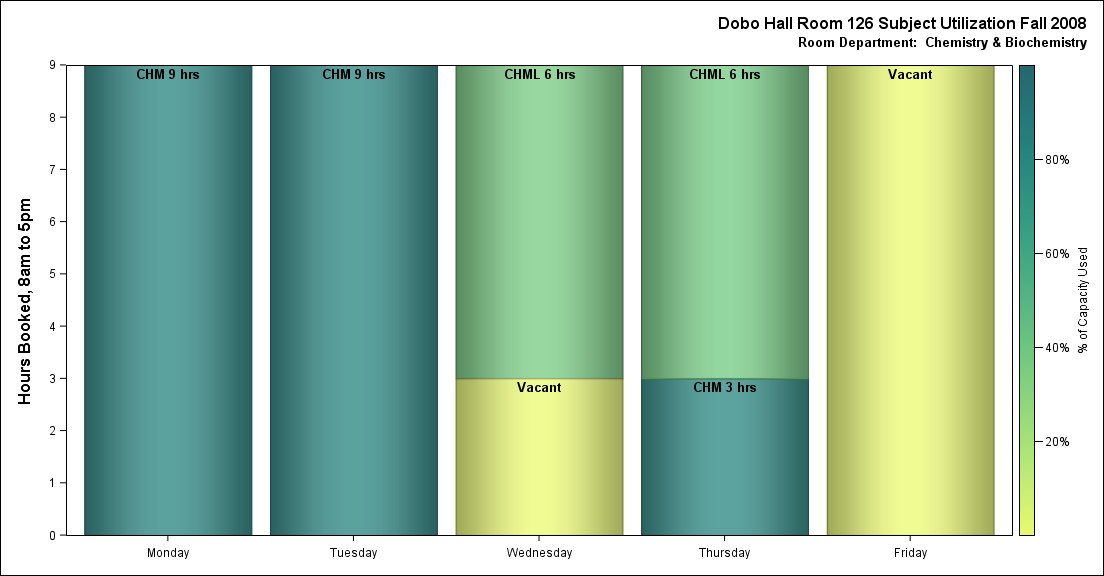 Dobo Hall Room 126 Subject Utilization Fall 2008
Room Department:  Chemistry & Biochemistry
Hours Booked, 8am to 5pm
9
8
7
6
5
4
3
2
1
0
CHM 9 hrs
CHM 9 hrs
CHML 6 hrs
CHML 6 hrs
Vacant
Vacant
CHM 3 hrs
Monday
Tuesday
Wednesday
Thursday
Friday
80%
60%
40%
20%
% of Capacity Used